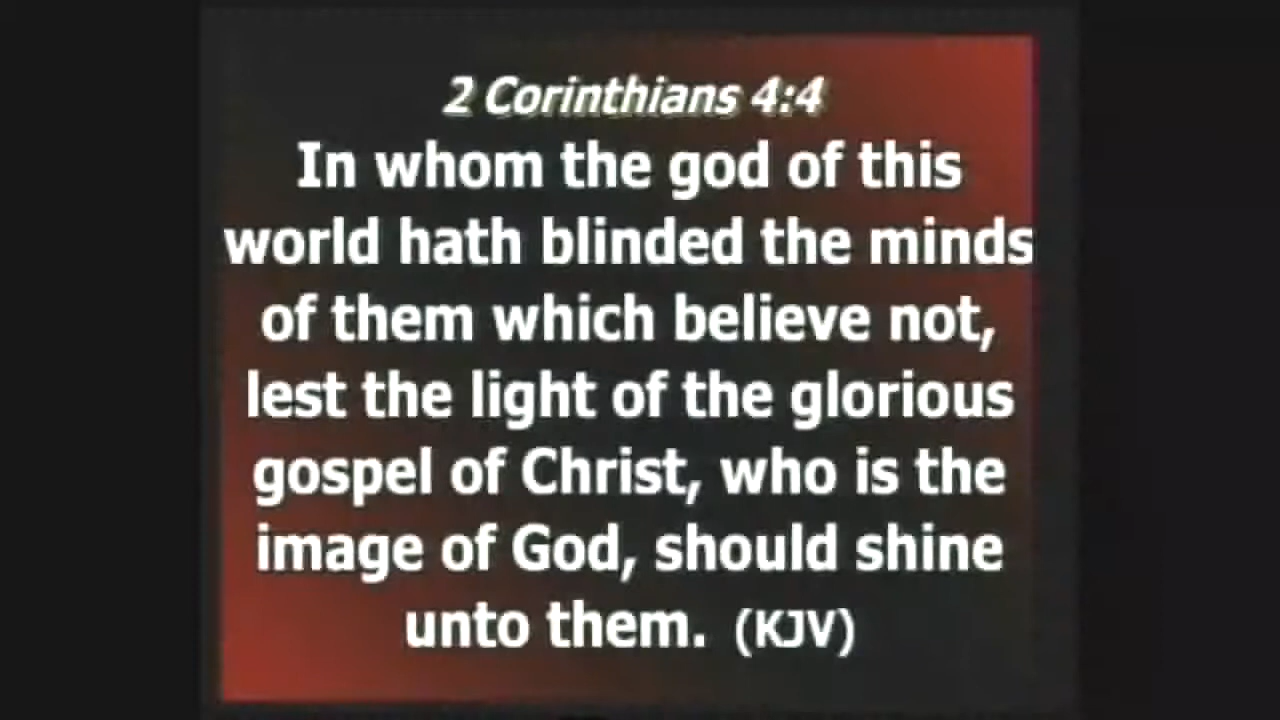 2 Corinthians 4:4
In whom the god of this
world hath blinded the minds
of them which believe not,
lest the light of the glorious
gospel of Christ, who is the
image of God, should shine
unto them. (KJV)